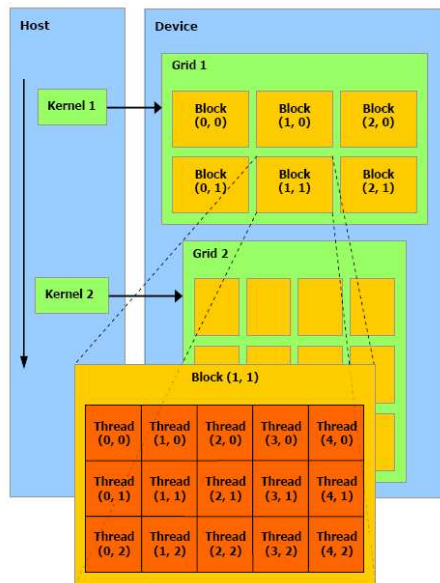 Host
Device
Grid 1
Kernel 1
Block
(0, 0)
Block
(1, 0)
Block
(2, 0)
Block
(0, 1)
Block
(1, 1)
Block
(2, 1)
Grid 2
Kernel 2
Block (1, 1)
Thread
(0, 0)
Thread
(1, 0)
Thread
(2, 0)
Thread
(3, 0)
Thread
(4, 0)
Thread
(0, 1)
Thread
(1, 1)
Thread
(2, 1)
Thread
(3, 1)
Thread
(4, 1)
Thread
(0, 2)
Thread
(1, 2)
Thread
(2, 2)
Thread
(3, 2)
Thread
(4, 2)